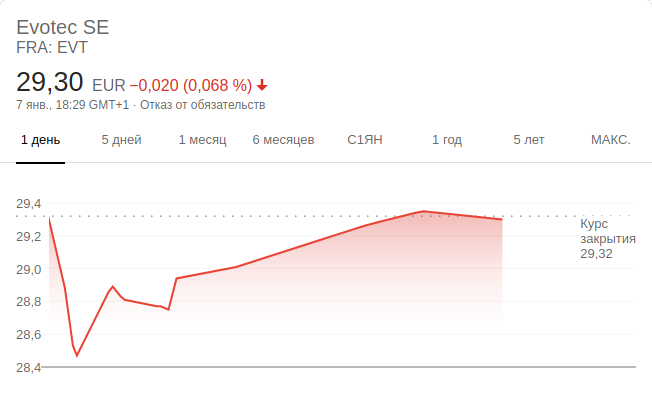 Evotec SE
FRA: EVT
29,30 EUR −0,020 (0,068 %)
7 янв., 18:29 GMT+1 · Отказ от обязательств
1 день 5 дней 1 месяц 6 месяцев С1ЯН 1 год 5 лет МАКС.
29,4
Курс
29,2
закрытия
29,32
29,0
28,8
28,6
28,4